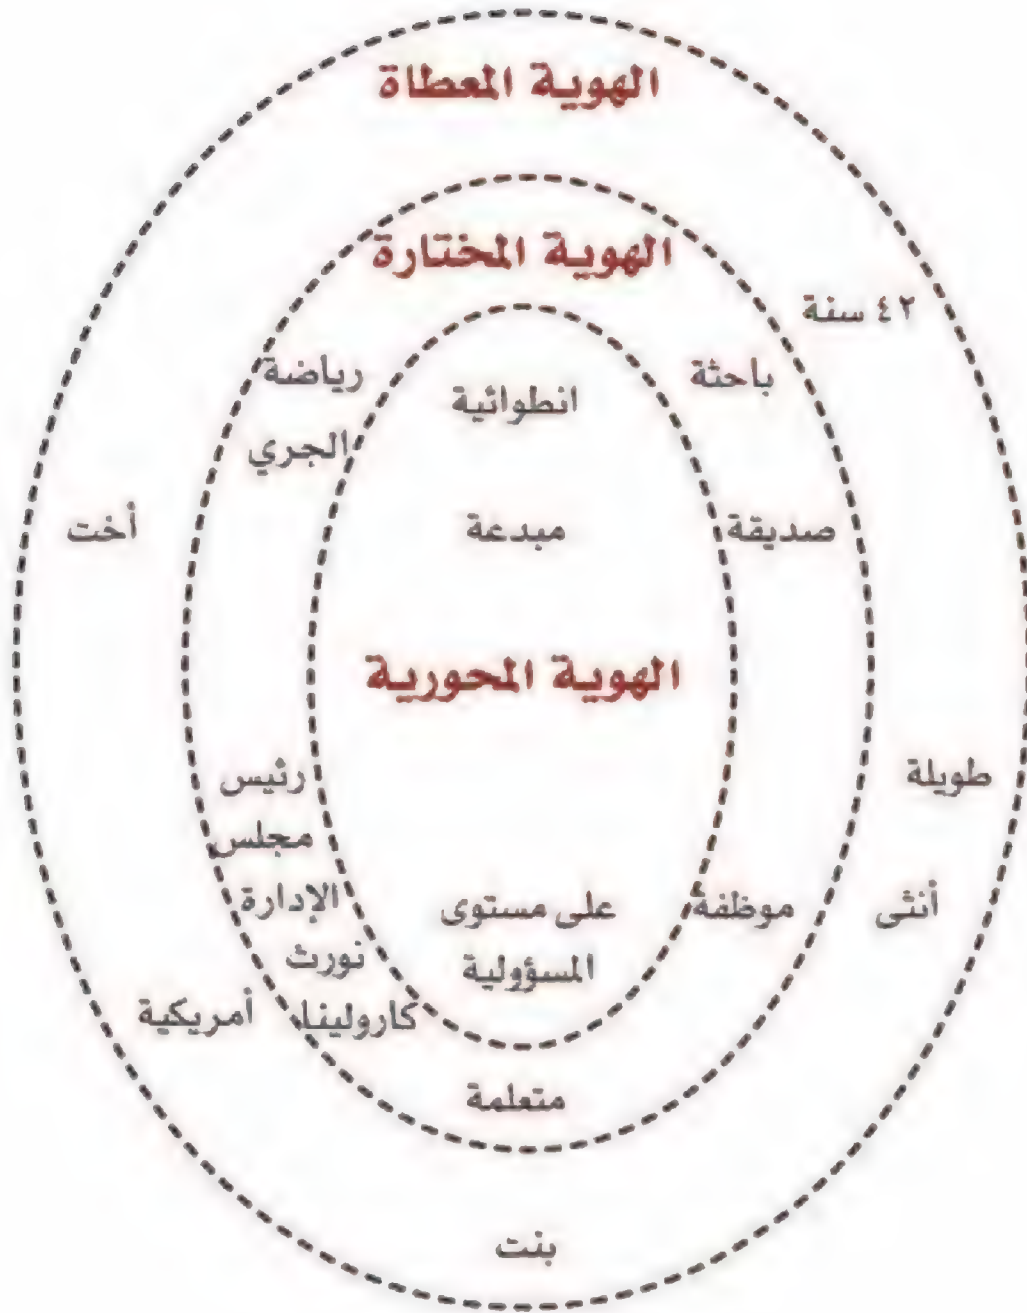 الهوية المعطاة
الهوية المختارة
٤٢ سنة
باحثة
انطوائية
رياضة
الجري
صديقة
مبدعة
أخت
الهوية المحورية
طويلة
رئيس
مجلس
الإدارة
أنثى
موظفة
على مستوى
المسؤولية
نورث
كارولينا
أمريكية
متعلمة
بنت